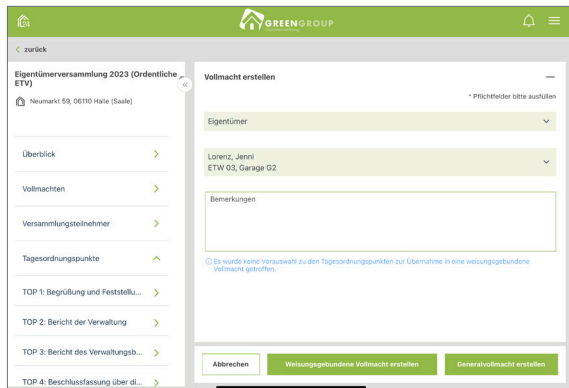 24
GREENGROUP
zurück
Eigentümerversammlung 2023 (Ordentliche
ETV)
Neumarkt 59, 06110 Halle (Saale)
Überblick
Vollmachten
Versammlungsteilnehmer
Tagesordnungspunkte
TOP 1: Begrüßung und Feststellu...
TOP 2: Bericht der Verwaltung
TOP 3: Bericht des Verwaltungsb...
TOP 4: Beschlussfassung über di...
Vollmacht erstellen
* Pflichtfelder bitte ausfüllen
Eigentümer
Lorenz, Jenni
ETW 03, Garage G2
Bemerkungen
Es wurde keine Vorauswahl zu den Tagesordnungspunkten zur Übernahme in eine weisungsgebundene
Vollmacht getroffen.
Abbrechen
Weisungsgebundene Vollmacht erstellen
Generalvollmacht erstellen